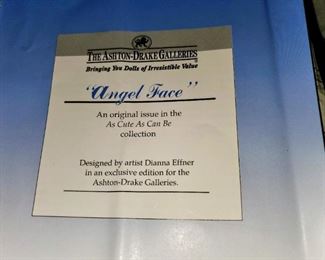 THE ASHTON-DRAKE GALLERIES
Bringing You Dolls of Irresistible Value
"Angel Face"
An original issue in the
As Cute As Can Be
collection
Designed by artist Dianna Effner
in an exclusive edition for the
Ashton-Drake Galleries.